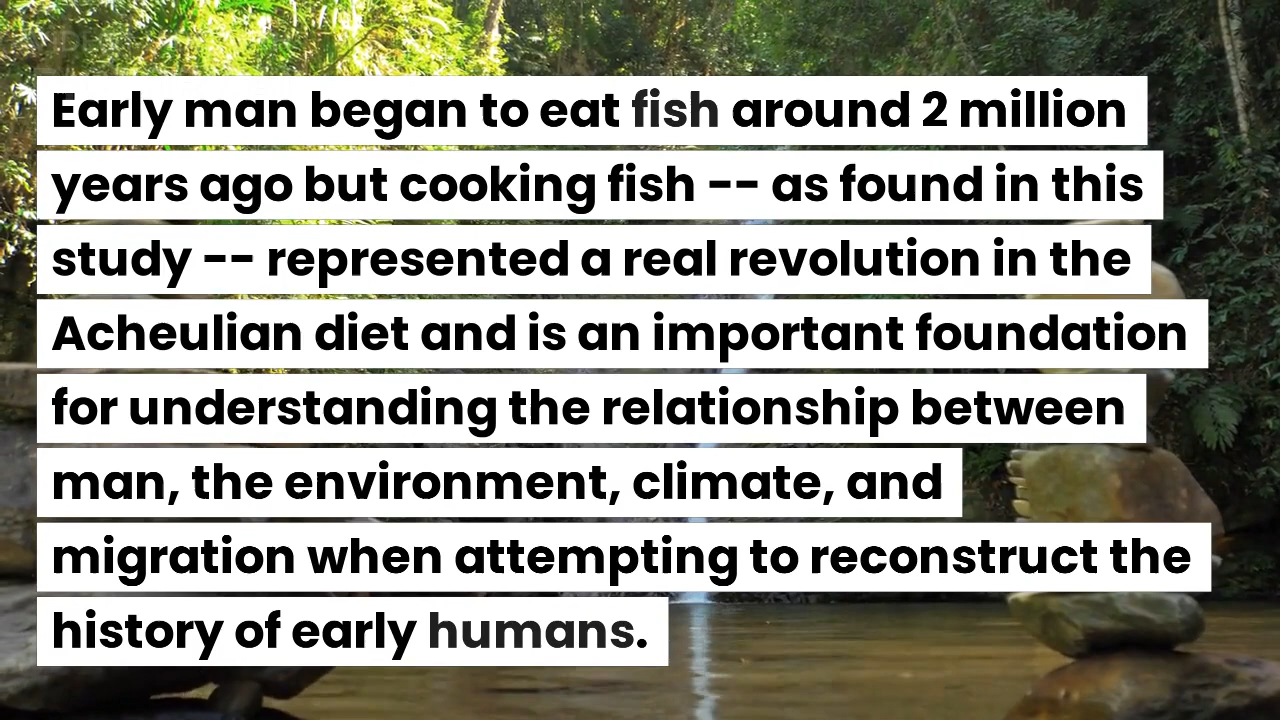 Early man began to eat fish around 2 million
years ago but cooking fish -- as found in this
study -- represented a real revolution in the
Acheulian diet and is an important foundation
for understanding the relationship between
man, the environment, climate, and
migration when attempting to reconstruct the
history of early humans.